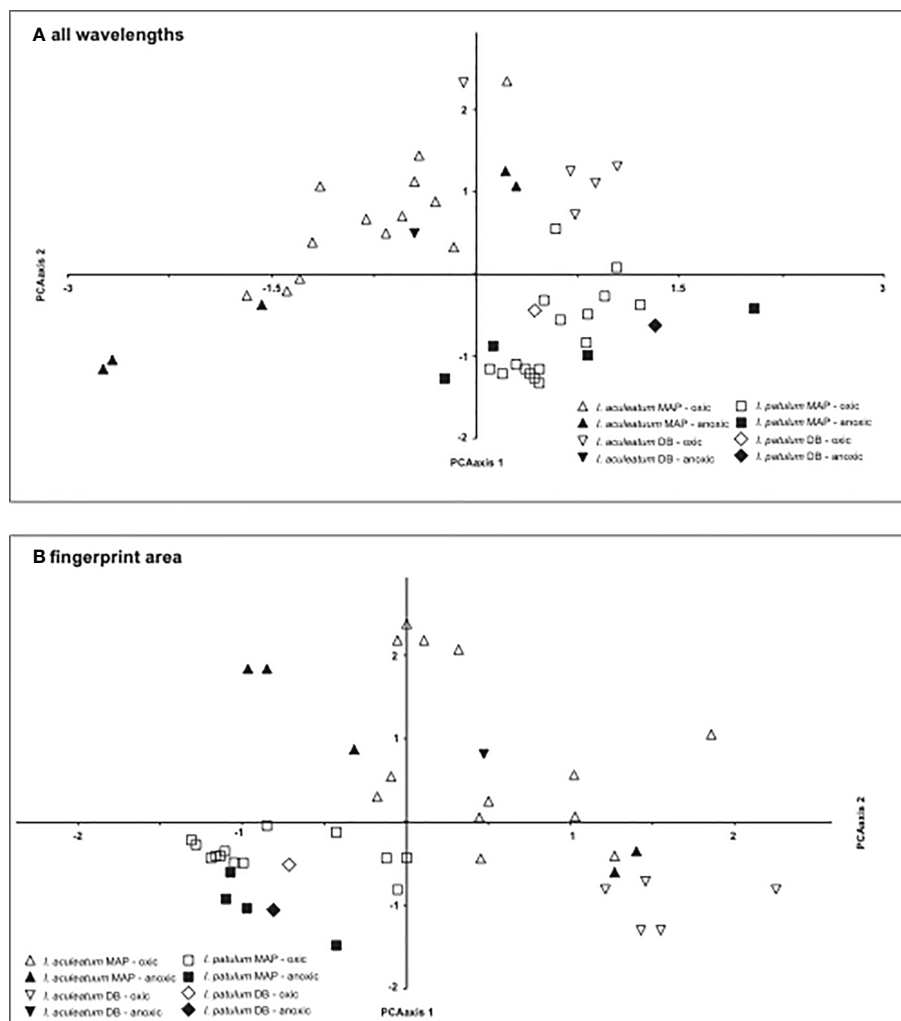 A all wavelengths
2
1
PCAaxis 2
-3
-1.5
1.5
3
-1
-2
PCAaxis 1
I. aculeatum MAP - oxic
I. patulum MAP - oxic
I. aculeatuum MAP - anoxic
I. patulum MAP - anoxic
I. aculeatum DB - oxic
I. patulum DB - oxic
I. aculeatum DB - anoxic
I. patulum DB - anoxic
B fingerprint area
2
1
PCAaxis 2
-2
-1
1
2
-1
-2
PCAaxis 1
I. aculeatum MAP - oxic
I. patulum MAP - oxic
I. aculeatuum MAP - anoxic
I. patulum MAP - anoxic
I. aculeatum DB - oxic
I. patulum DB - oxic
I. aculeatum DB - anoxic
I. patulum DB - anoxic